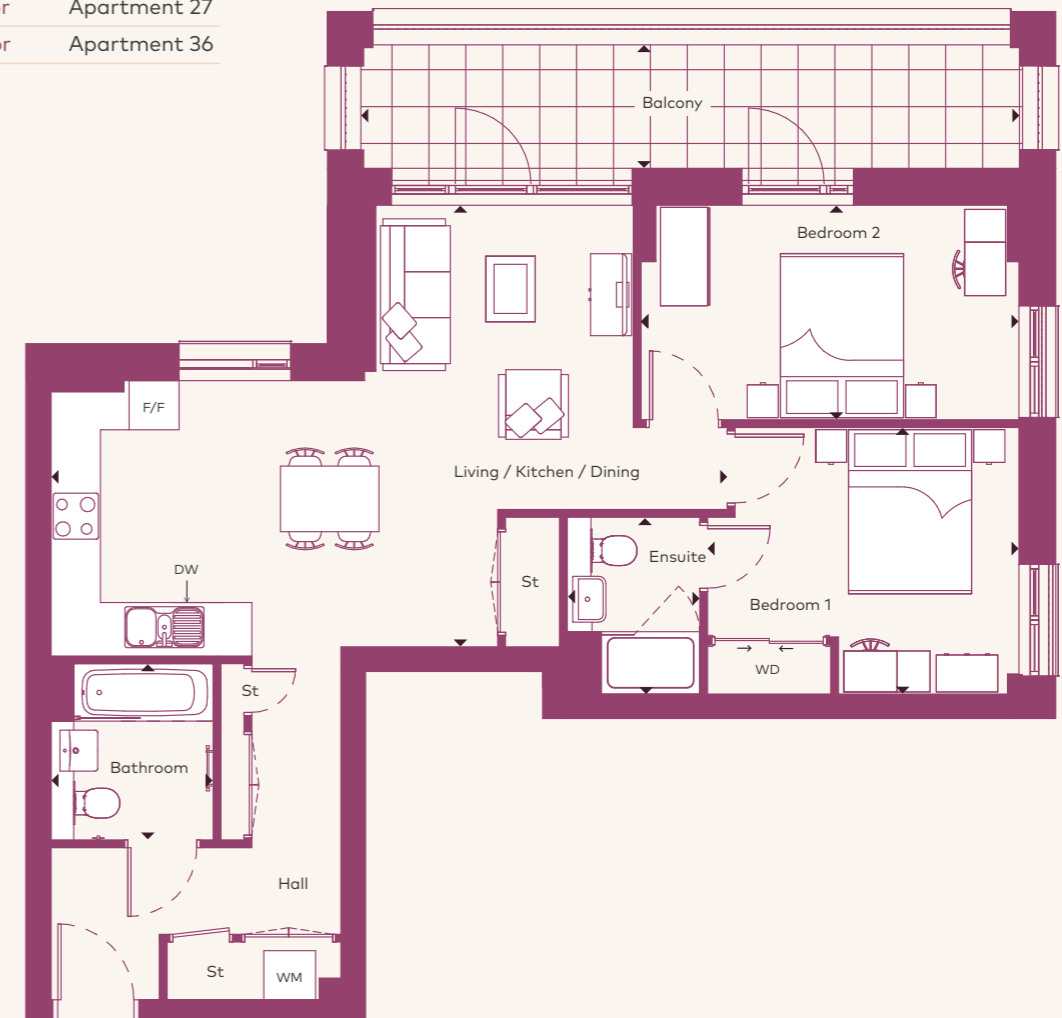 Apartment 27
Apartment 36
Balcony
Bedroom 2
F/F
Living / Kitchen / Dining
DW
St
Ensuite
Bedroom 1
WD
St
Bathroom
Hall
St
WM